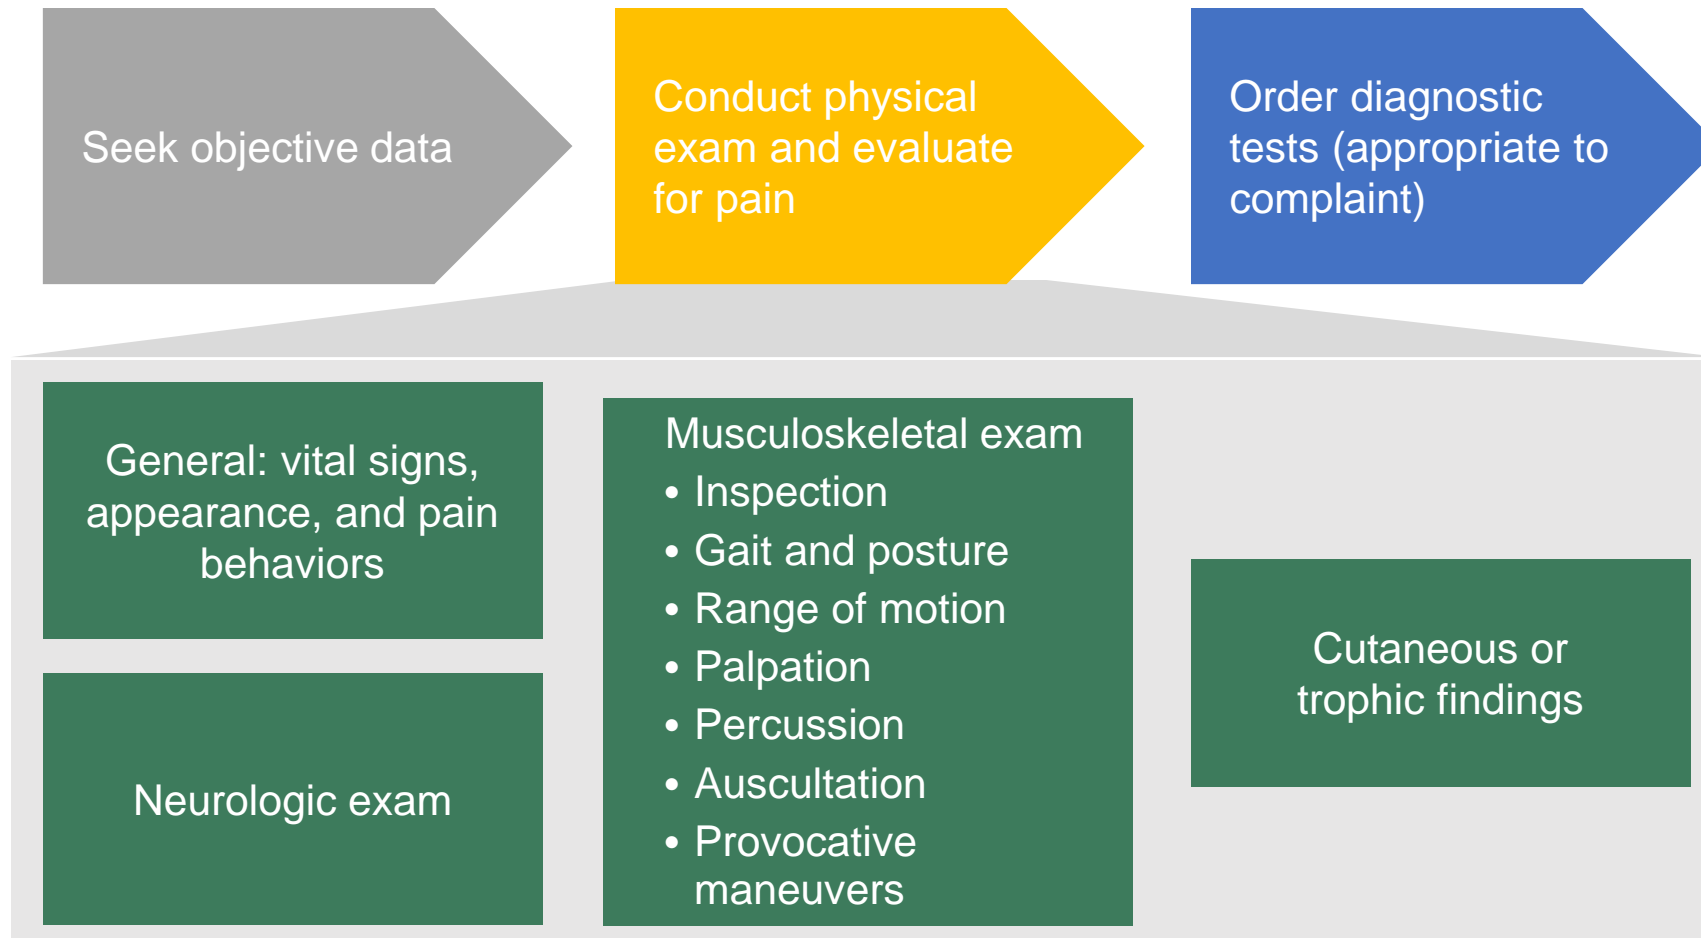 Seek objective data
Conduct physical
exam and evaluate
for pain
Order diagnostic
tests (appropriate to
complaint)
General: vital signs,
appearance, and pain
behaviors
Neurologic exam
Musculoskeletal exam
• Inspection
• Gait and posture
• Range of motion
• Palpation
• Percussion
• Auscultation
• Provocative
maneuvers
Cutaneous or
trophic findings